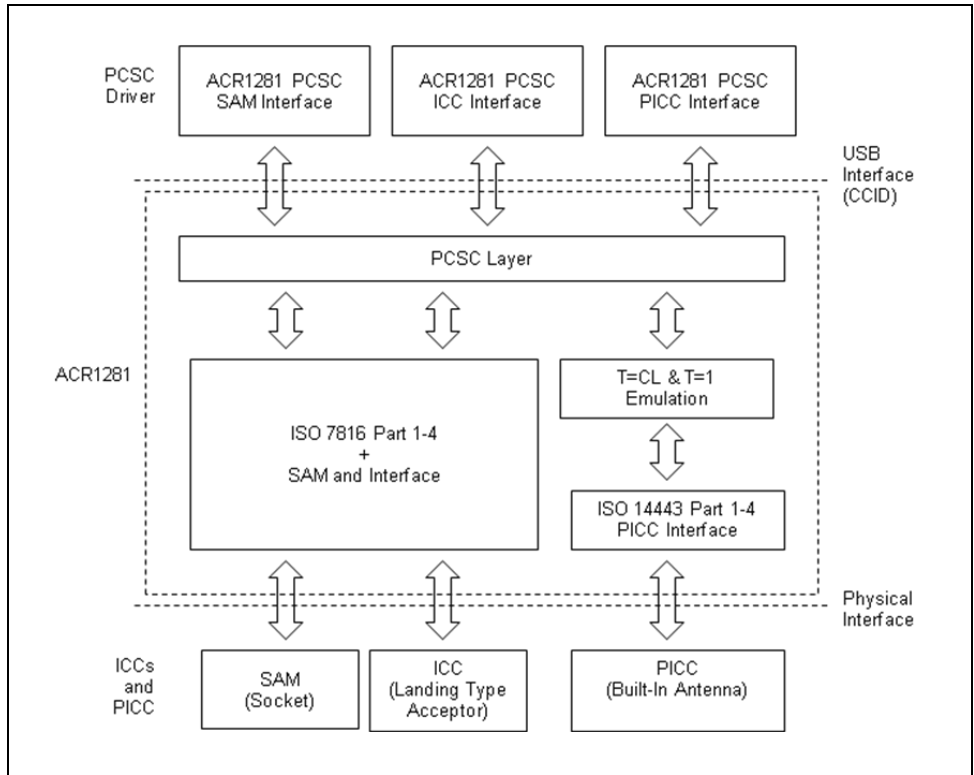 PCSC
Driver
ACR1281 PCSC
SAM Interface
ACR1281 PCSC
ICC Interface
ACR1281 PCSC
PICC Interface
USB
Interface
(CCID)
PCSC Layer
ACR1281
ISO 7816 Part 1-4
+
SAM and Interface
T=CL & T=1
Emulation
ISO 14443 Part 1-4
PICC Interface
Physical
Interface
ICCs
and
PICC
SAM
(Socket)
ICC
(Landing Type
Acceptor)
PICC
(Built-In Antenna)